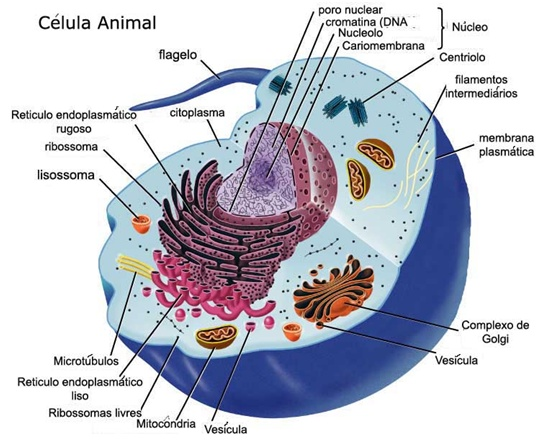 Célula Animal
poro nuclear
cromatina (DNA
Nucleolo
Cariomembrana
Núcleo
flagelo
Centriolo
filamentos
intermediários
citoplasma
Reticulo endoplasmático
rugoso
ribossoma
membrana
plasmática
lisossoma
Complexo de
Golgi
Microtúbulos
Vesícula
Reticulo endoplasmático
liso
Ribossomas livres
Mitocôndria
Vesícula